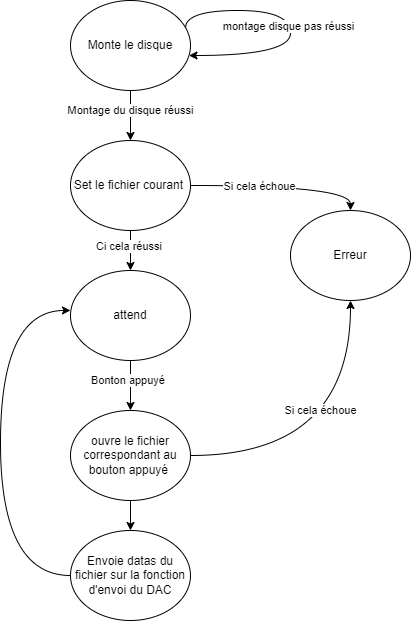 montage disque pas réussi
Monte le disque
Montage du disque réussi
Set le fichier courant
Si cela échoue
Ci cela réussi
Erreur
attend
Bonton appuyé
Si cela échoue
ouvre le fichier
correspondant au
bouton appuyé
Envoie datas du
fichier sur la fonction
d'envoi du DAC